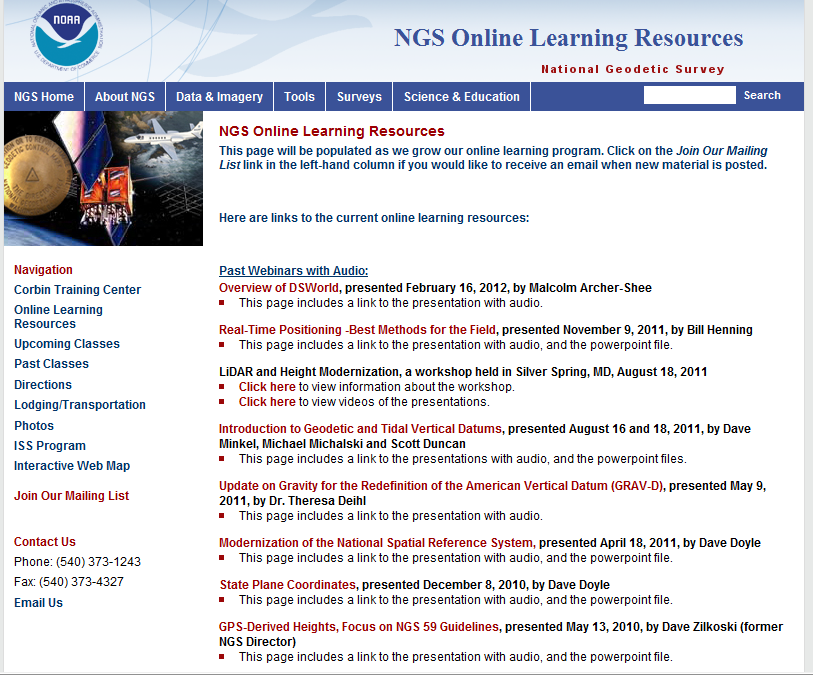 NOAA
NGS Online Learning Resources
National Geodetic Survey
NGS Home
About NGS
Data & Imagery
Tools
Surveys
Science & Education
Search
NGS Online Learning Resources
This page will be populated as we grow our online learning program. Click on the Join Our Mailing
List link in the left-hand column if you would like to receive an email when new material is posted.
Here are links to the current online learning resources:
Navigation
Corbin Training Center
Online Learning
Resources
Upcoming Classes
Past Classes
Directions
Lodging/Transportation
Photos
ISS Program
Interactive Web Map
Join Our Mailing List
Contact Us
Phone: (540) 373-1243
Fax: (540) 373-4327
Email Us
Past Webinars with Audio:
Overview of DSWorld, presented February 16, 2012, by Malcolm Archer-Shee
This page includes a link to the presentation with audio.
Real-Time Positioning -Best Methods for the Field, presented November 9, 2011, by Bill Henning
This page includes a link to the presentation with audio, and the powerpoint file.
LiDAR and Height Modernization, a workshop held in Silver Spring, MD, August 18, 2011
Click here to view information about the workshop.
Click here to view videos of the presentations.
Introduction to Geodetic and Tidal Vertical Datums, presented August 16 and 18, 2011, by Dave
Minkel, Michael Michalski and Scott Duncan
This page includes a link to the presentations with audio, and the powerpoint files.
Update on Gravity for the Redefinition of the American Vertical Datum (GRAV-D), presented May 9,
2011, by Dr. Theresa Deihl
This page includes a link to the presentation with audio.
Modernization of the National Spatial Reference System, presented April 18, 2011, by Dave Doyle
This page includes a link to the presentation with audio, and the powerpoint file.
State Plane Coordinates, presented December 8, 2010, by Dave Doyle
This page includes a link to the presentation with audio, and the powerpoint file.
GPS-Derived Heights, Focus on NGS 59 Guidelines, presented May 13, 2010, by Dave Zilkoski (former
NGS Director)
This page includes a link to the presentation with audio, and the powerpoint file.